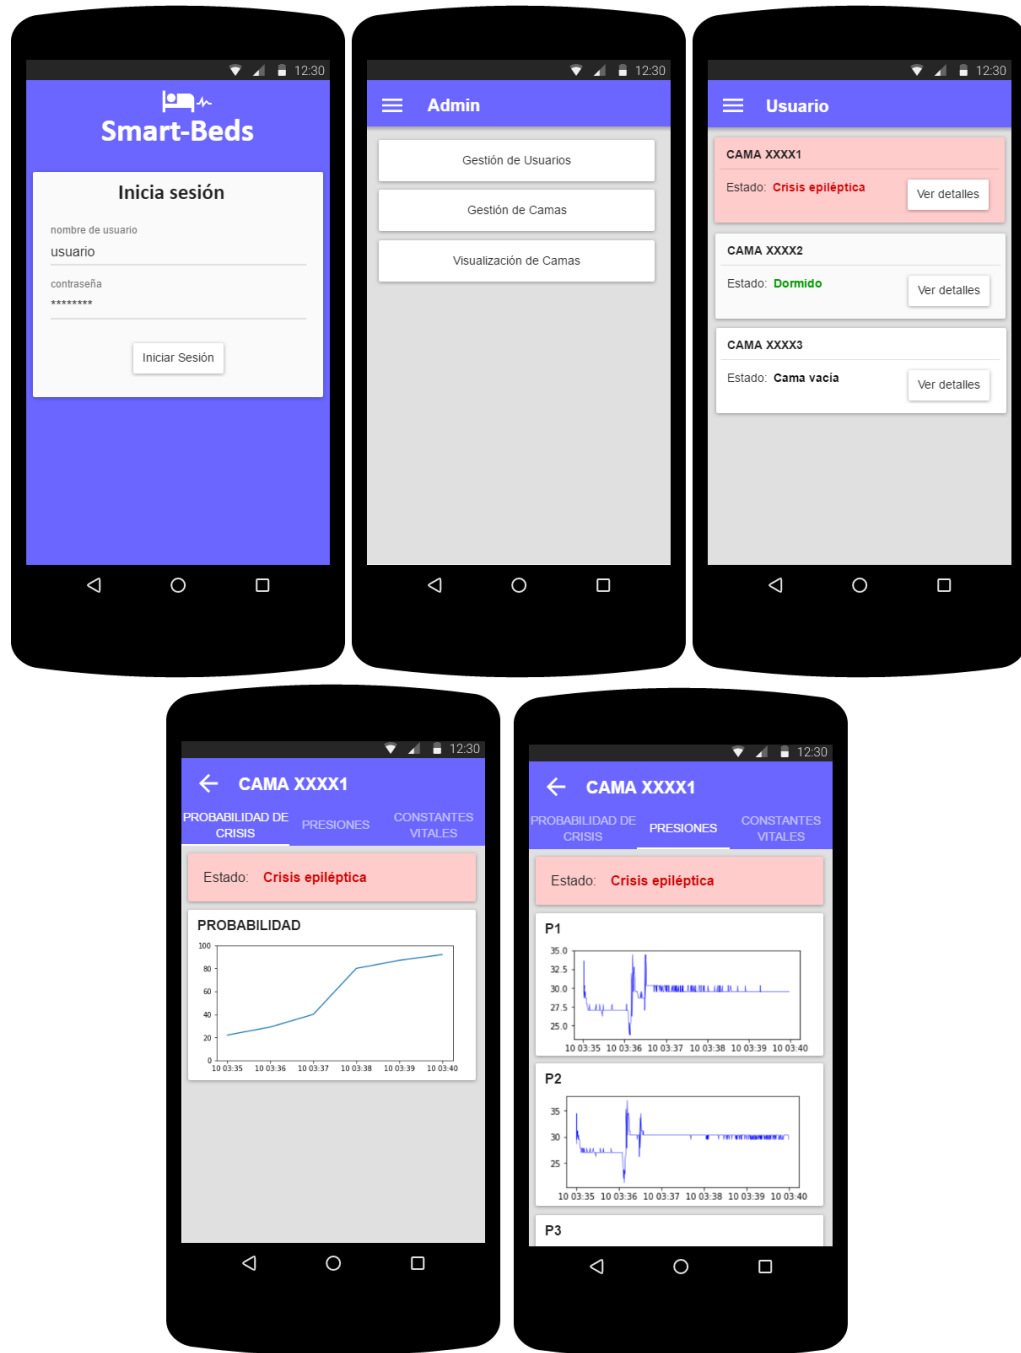 12:30
Smart-Beds
Inicia sesión
nombre de usuario
usuario
contraseña
********
Iniciar Sesión
12:30
Admin
Gestión de Usuarios
Gestión de Camas
Visualización de Camas
12:30
Usuario
CAMA XXXX1
Estado: Crisis epiléptica
Ver detalles
CAMA XXXX2
Estado: Dormido
Ver detalles
CAMA XXXX3
Estado: Cama vacía
Ver detalles
12:30
CAMA XXXX1
PROBABILIDAD DE
CRISIS
PRESIONES
CONSTANTES
VITALES
Estado: Crisis epiléptica
PROBABILIDAD
100
80
60
40
20
0
10 03:35 10 03:36 10 03:37 10 03:38 10 03:39 10 03:40
12:30
CAMA XXXX1
PROBABILIDAD DE
CRISIS
PRESIONES
CONSTANTES
VITALES
Estado: Crisis epiléptica
P1
35.0
32.5
30.0
27.5
25.0
10 03:35 10 03:36 10 03:37 10 03:38 10 03:39 10 03:40
P2
35
30
25
10 03:35 10 03:36 10 03:37 10 03:38 10 03:39 10 03:40
P3